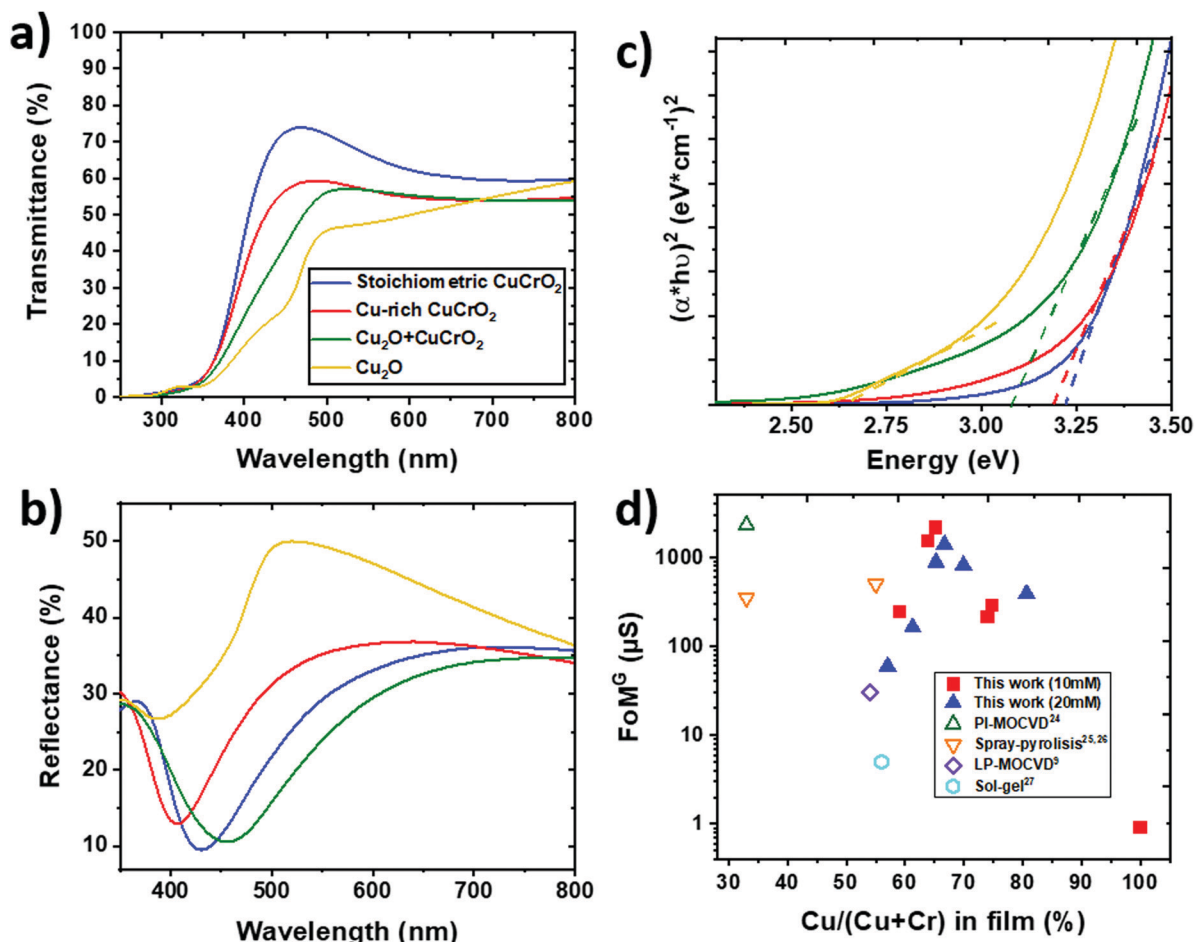 a)
Transmittance (%)
100
90
80
70
60
50
40
30
20
10
0
Stoichiometric CuCrO₂
Cu-rich CuCrO₂
Cu₂O+CuCrO₂
Cu₂O
300 400 500 600 700 800
Wavelength (nm)
c)
(α*hυ)² (eV*cm⁻¹)²
2.50 2.75 3.00 3.25 3.50
Energy (eV)
b)
Reflectance (%)
50
40
30
20
10
400 500 600 700 800
Wavelength (nm)
d)
FoMᴳ (µS)
1000
100
10
1
This work (10mM)
This work (20mM)
PI-MOCVD²⁴
Spray-pyrolisis²⁵,²⁶
LP-MOCVD⁹
Sol-gel²⁷
30 40 50 60 70 80 90 100
Cu/(Cu+Cr) in film (%)